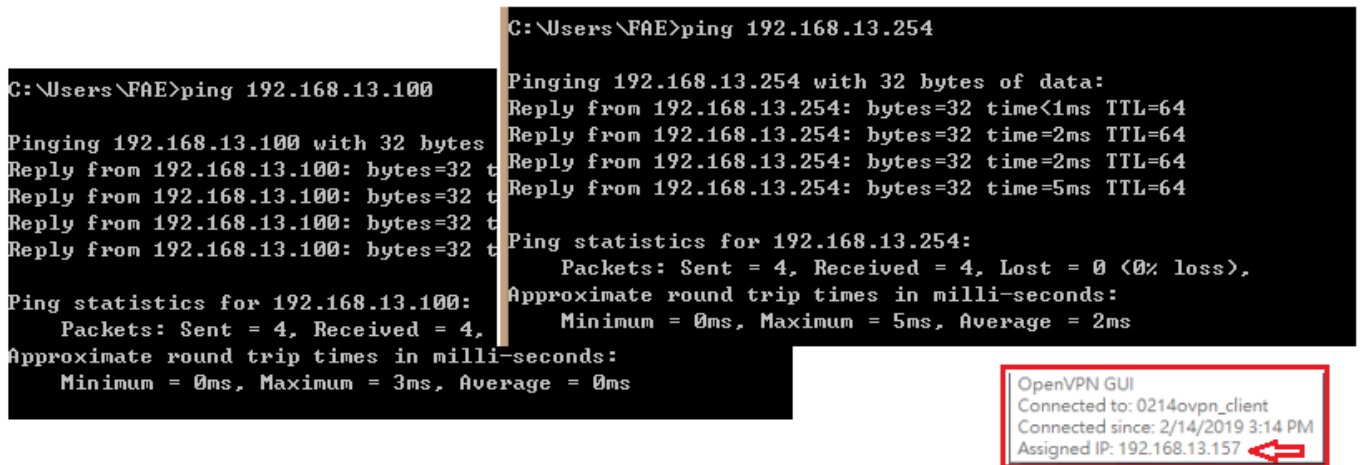 C:\Users\FAE>ping 192.168.13.100
Pinging 192.168.13.100 with 32 bytes
Reply from 192.168.13.100: bytes=32 t
Reply from 192.168.13.100: bytes=32 t
Reply from 192.168.13.100: bytes=32 t
Reply from 192.168.13.100: bytes=32 t
Ping statistics for 192.168.13.100:
Packets: Sent = 4, Received = 4,
Approximate round trip times in milli-seconds:
Minimum = 0ms, Maximum = 3ms, Average = 0ms
C:\Users\FAE>ping 192.168.13.254
Pinging 192.168.13.254 with 32 bytes of data:
Reply from 192.168.13.254: bytes=32 time<1ms TTL=64
Reply from 192.168.13.254: bytes=32 time=2ms TTL=64
Reply from 192.168.13.254: bytes=32 time=2ms TTL=64
Reply from 192.168.13.254: bytes=32 time=5ms TTL=64
Ping statistics for 192.168.13.254:
Packets: Sent = 4, Received = 4, Lost = 0 (0% loss),
Approximate round trip times in milli-seconds:
Minimum = 0ms, Maximum = 5ms, Average = 2ms
OpenVPN GUI
Connected to: 0214ovpn_client
Connected since: 2/14/2019 3:14 PM
Assigned IP: 192.168.13.157